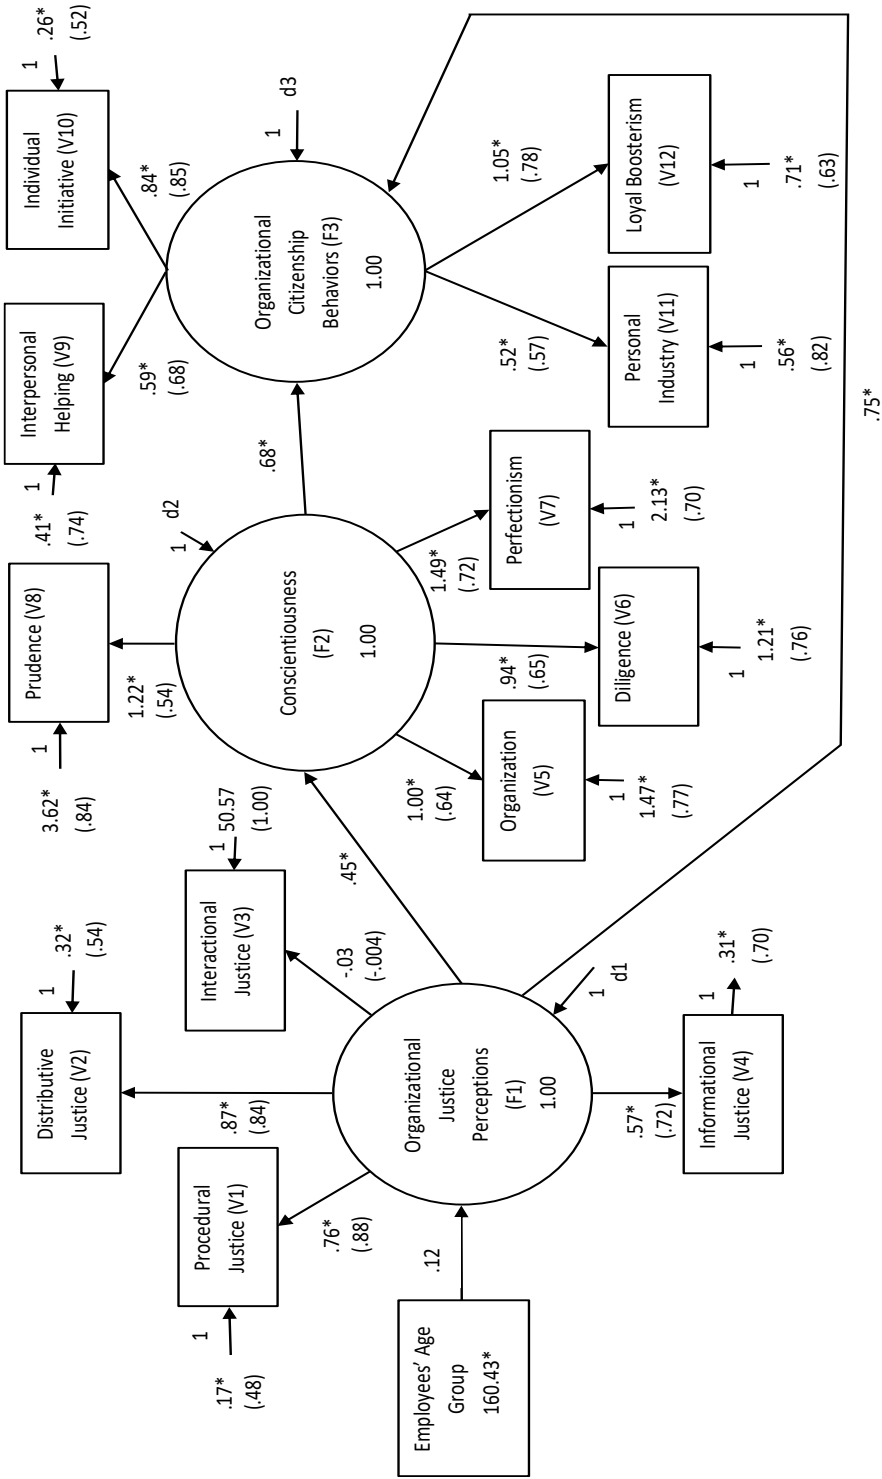 Employees' Age
Group
160.43*
.12
.17*
(.48)
1
Procedural
Justice (V1)
.76*
(.88)
Distributive
Justice (V2)
1
.32*
(.54)
.87*
(.84)
Interactional
Justice (V3)
1
50.57
(1.00)
-.03
(-.004)
Organizational
Justice
Perceptions
(F1)
1.00
1
d1
.57*
(.72)
Informational
Justice (V4)
1
.31*
(.70)
.45*
3.62*
(.84)
1
Prudence (V8)
1.22*
(.54)
1
d2
Conscientiousness
(F2)
1.00
1.00*
(.64)
Organization
(V5)
1
1.47*
(.77)
.94*
(.65)
Diligence (V6)
1
1.21*
(.76)
1.49*
(.72)
Perfectionism
(V7)
1
2.13*
(.70)
.68*
.41*
(.74)
1
Interpersonal
Helping (V9)
.59*
(.68)
Individual
Initiative (V10)
1
.26*
(.52)
.84*
(.85)
Organizational
Citizenship
Behaviors (F3)
1.00
1
d3
.52*
(.57)
Personal
Industry (V11)
1
.56*
(.82)
1.05*
(.78)
Loyal Boosterism
(V12)
1
.71*
(.63)
.75*